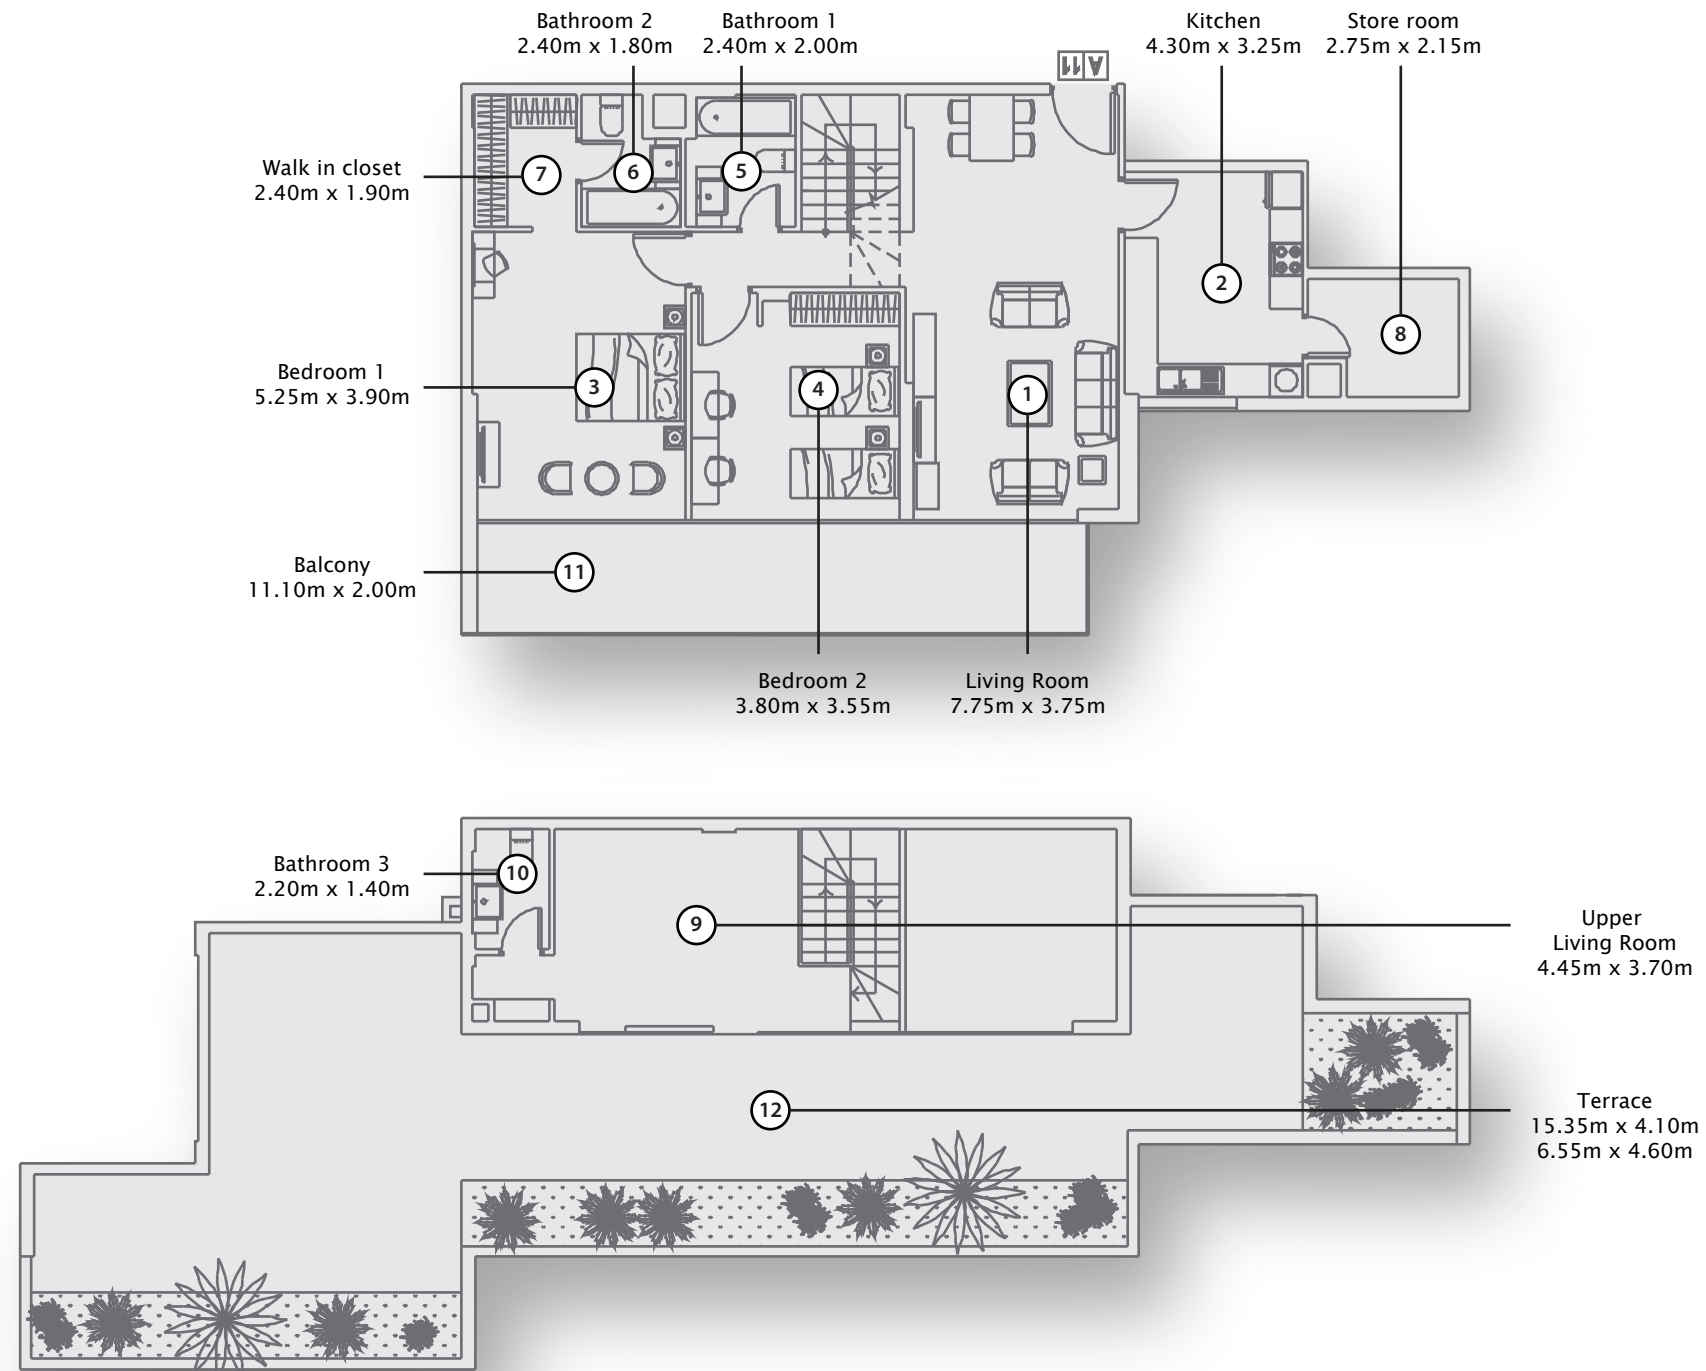 Bathroom 2
2.40m x 1.80m
Bathroom 1
2.40m x 2.00m
Kitchen
4.30m x 3.25m
Store room
2.75m x 2.15m
A 11
Walk in closet
2.40m x 1.90m
7
6
5
2
8
Bedroom 1
5.25m x 3.90m
3
4
1
Balcony
11.10m x 2.00m
11
Bedroom 2
3.80m x 3.55m
Living Room
7.75m x 3.75m
Bathroom 3
2.20m x 1.40m
10
9
Upper
Living Room
4.45m x 3.70m
12
Terrace
15.35m x 4.10m
6.55m x 4.60m